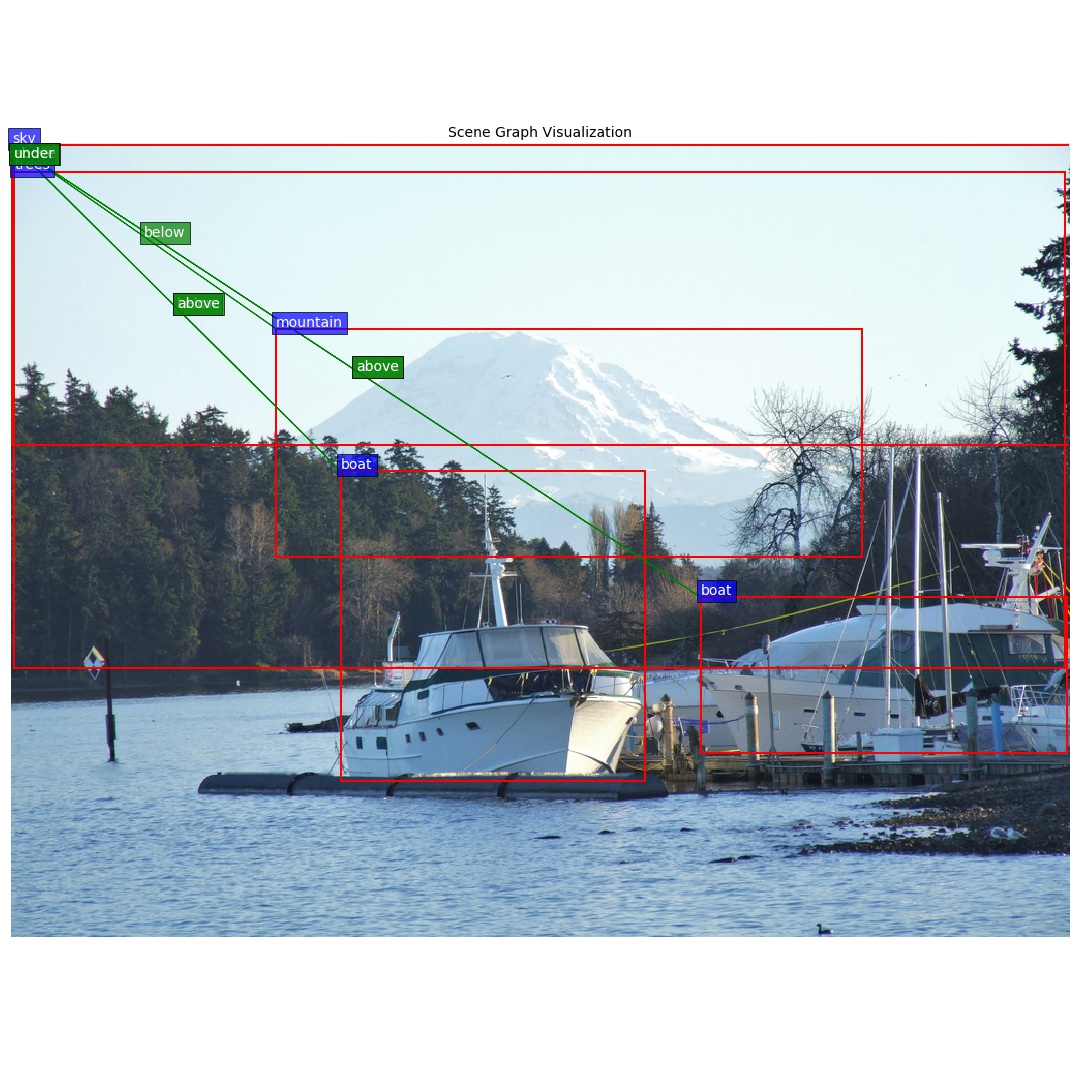 Scene Graph Visualization
sky
under
trees
below
above
mountain
above
boat
boat